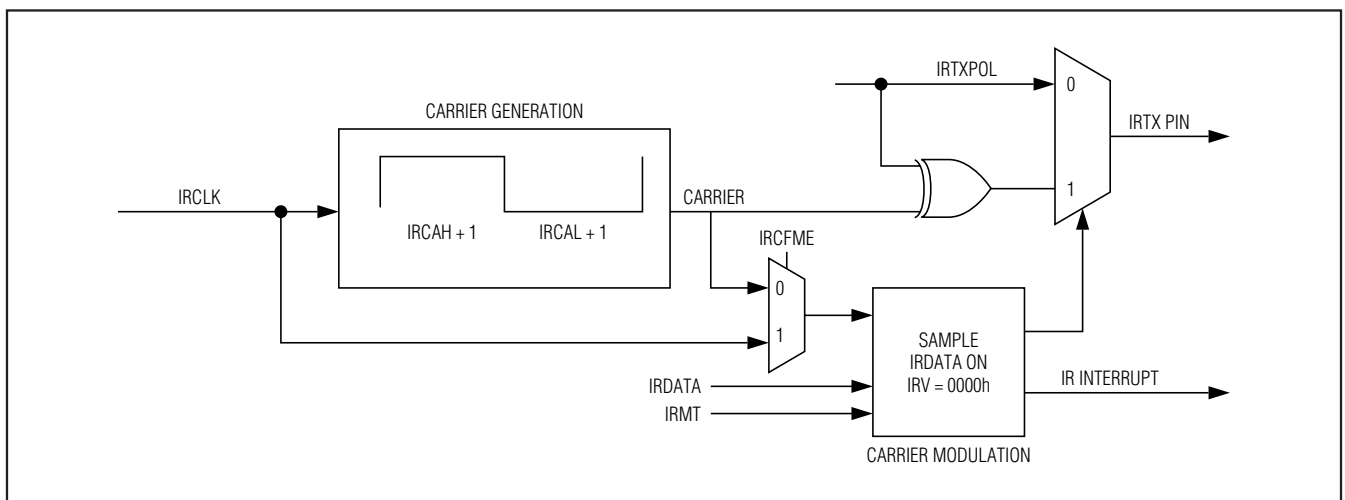 IRTXPOL
0
CARRIER GENERATION
IRTX PIN
IRCLK
CARRIER
1
IRCAH + 1
IRCAL + 1
IRCFME
0
1
SAMPLE
IRDATA ON
IRV = 0000h
IRDATA
IR INTERRUPT
IRMT
CARRIER MODULATION